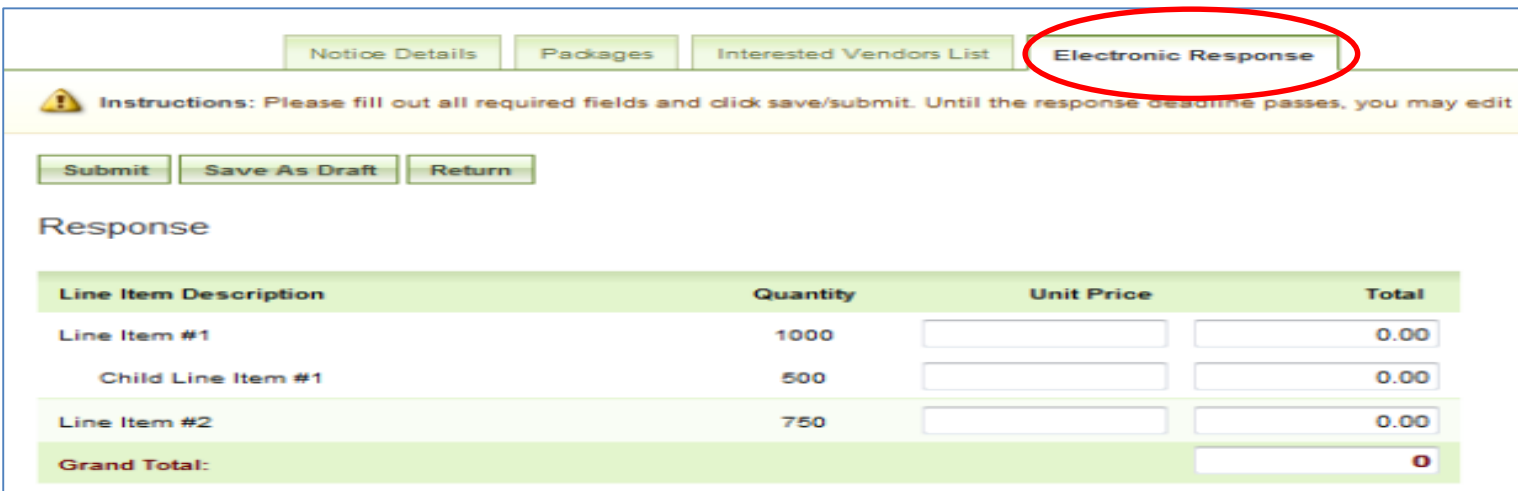 Notice Details Packages Interested Vendors List Electronic Response
Instructions: Please fill out all required fields and click save/submit. Until the response deadline passes, you may edit
Submit Save As Draft Return
Response
Line Item Description Quantity Unit Price Total
Line Item #1 1000 0.00
Child Line Item #1 500 0.00
Line Item #2 750 0.00
Grand Total: 0